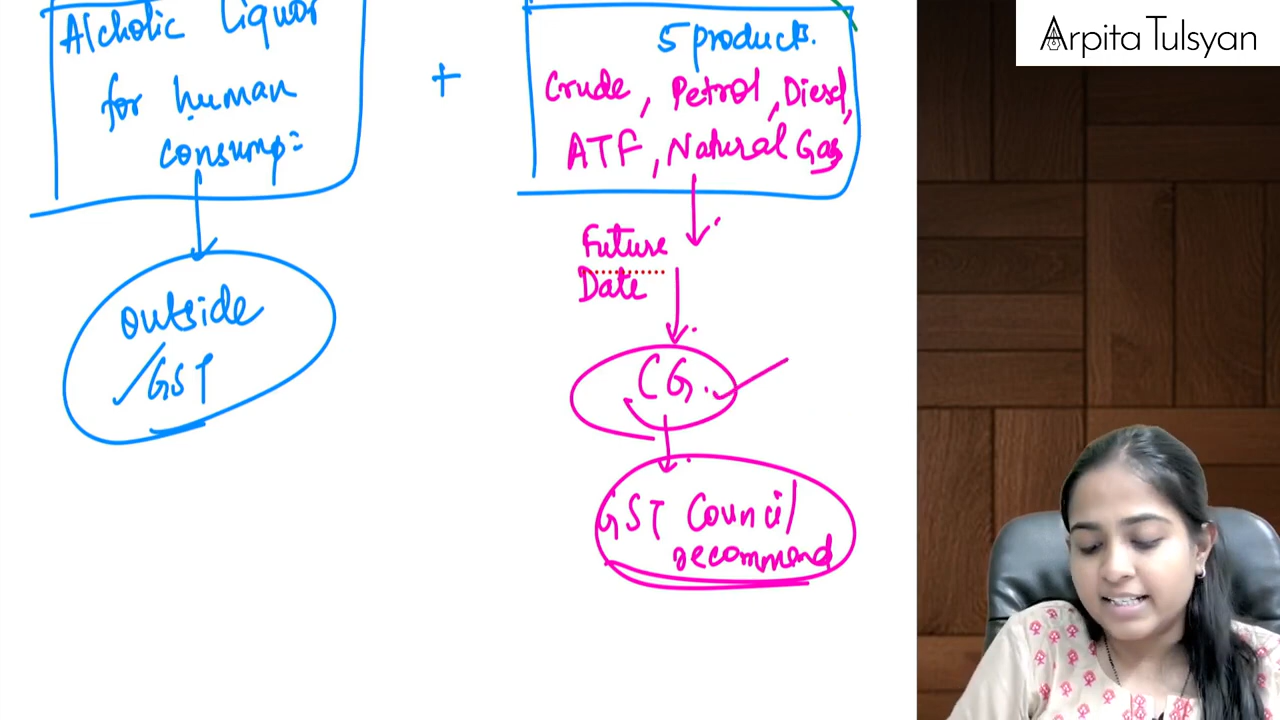 Arpita Tulsyan
Alcholic Liquor
for human
consump:
+
5 products.
Crude, Petrol, Diesel,
ATF, Natural Gas
Future
Date
CG.
GST Council
recommend
outside
GST